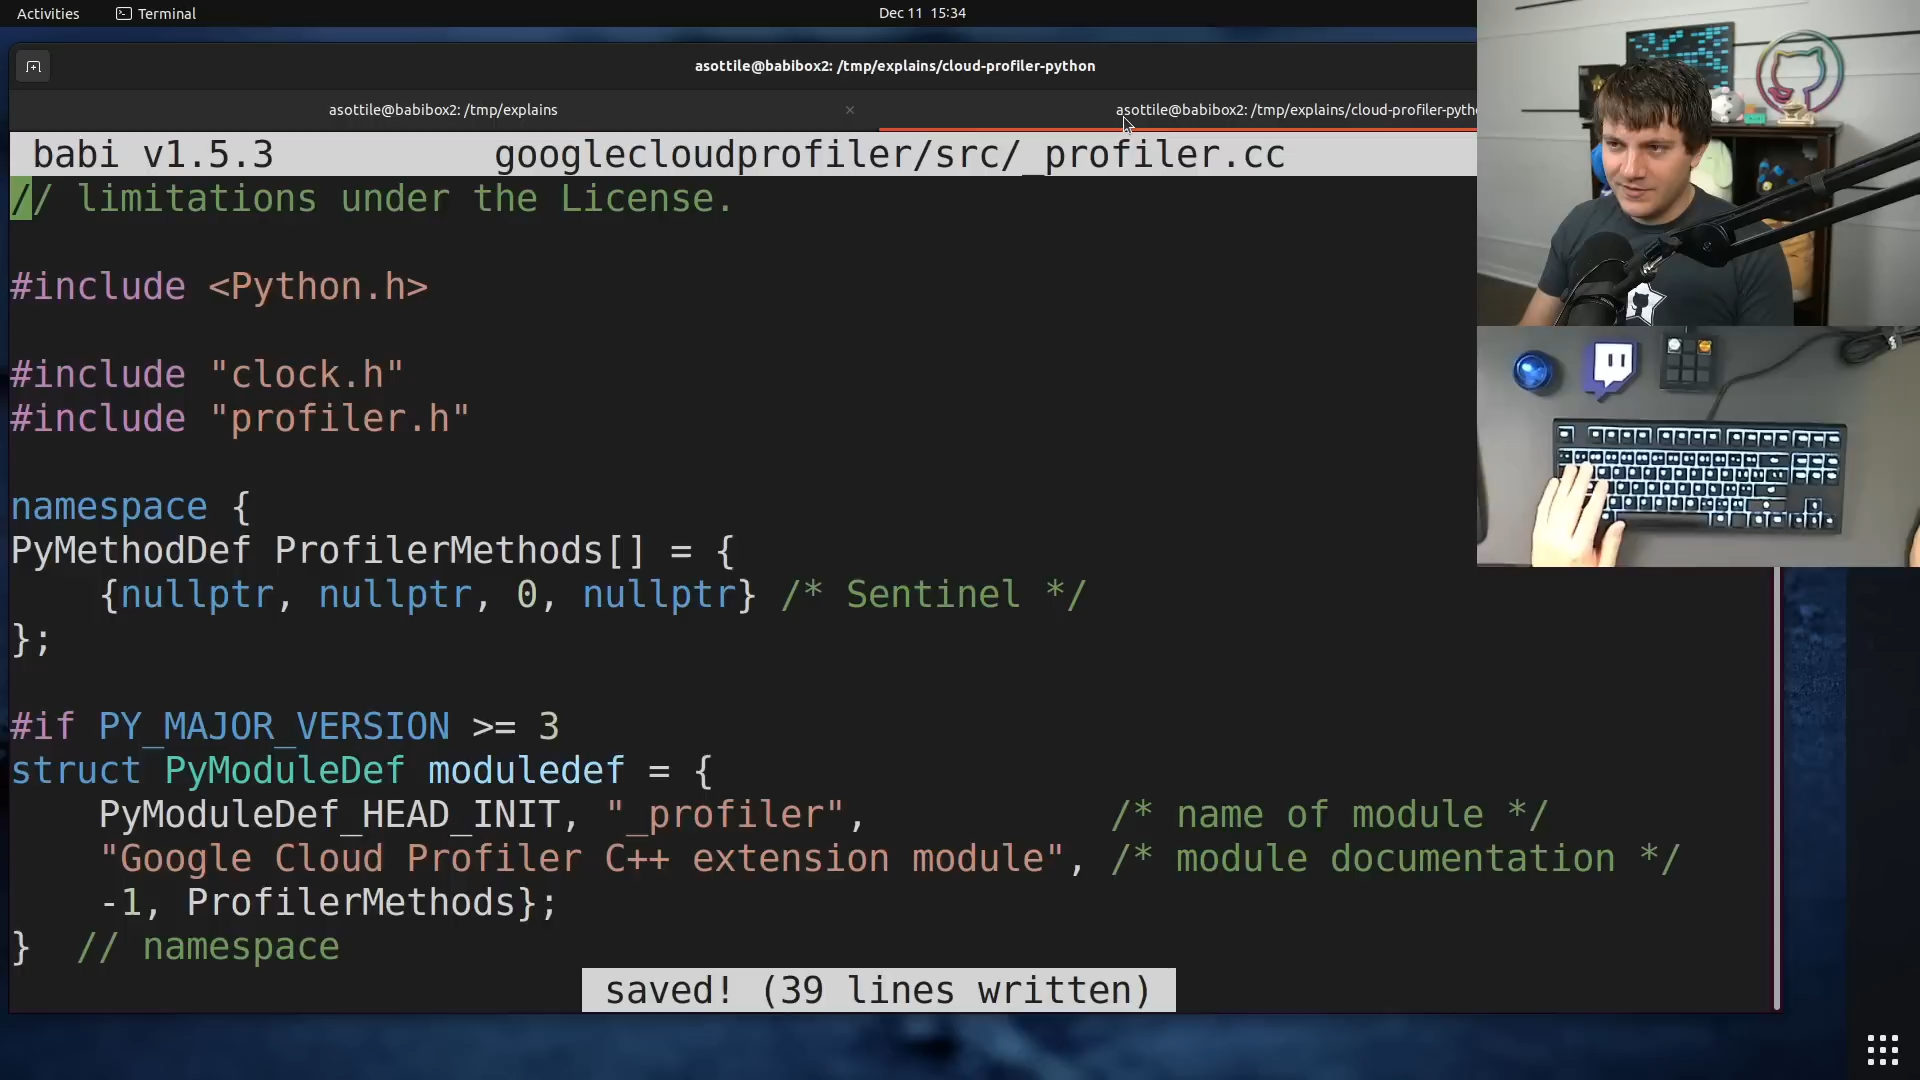 Activities
Terminal
Dec 11 15:34
asottile@babibox2: /tmp/explains/cloud-profiler-python
asottile@babibox2: /tmp/explains
×
asottile@babibox2: /tmp/explains/cloud-profiler-pytho
babi v1.5.3 googlecloudprofiler/src/_profiler.cc
// limitations under the License.
#include <Python.h>
#include "clock.h"
#include "profiler.h"
namespace {
PyMethodDef ProfilerMethods[] = {
{nullptr, nullptr, 0, nullptr} /* Sentinel */
};
#if PY_MAJOR_VERSION >= 3
struct PyModuleDef moduledef = {
PyModuleDef_HEAD_INIT, "_profiler", /* name of module */
"Google Cloud Profiler C++ extension module", /* module documentation */
-1, ProfilerMethods};
} // namespace
saved! (39 lines written)